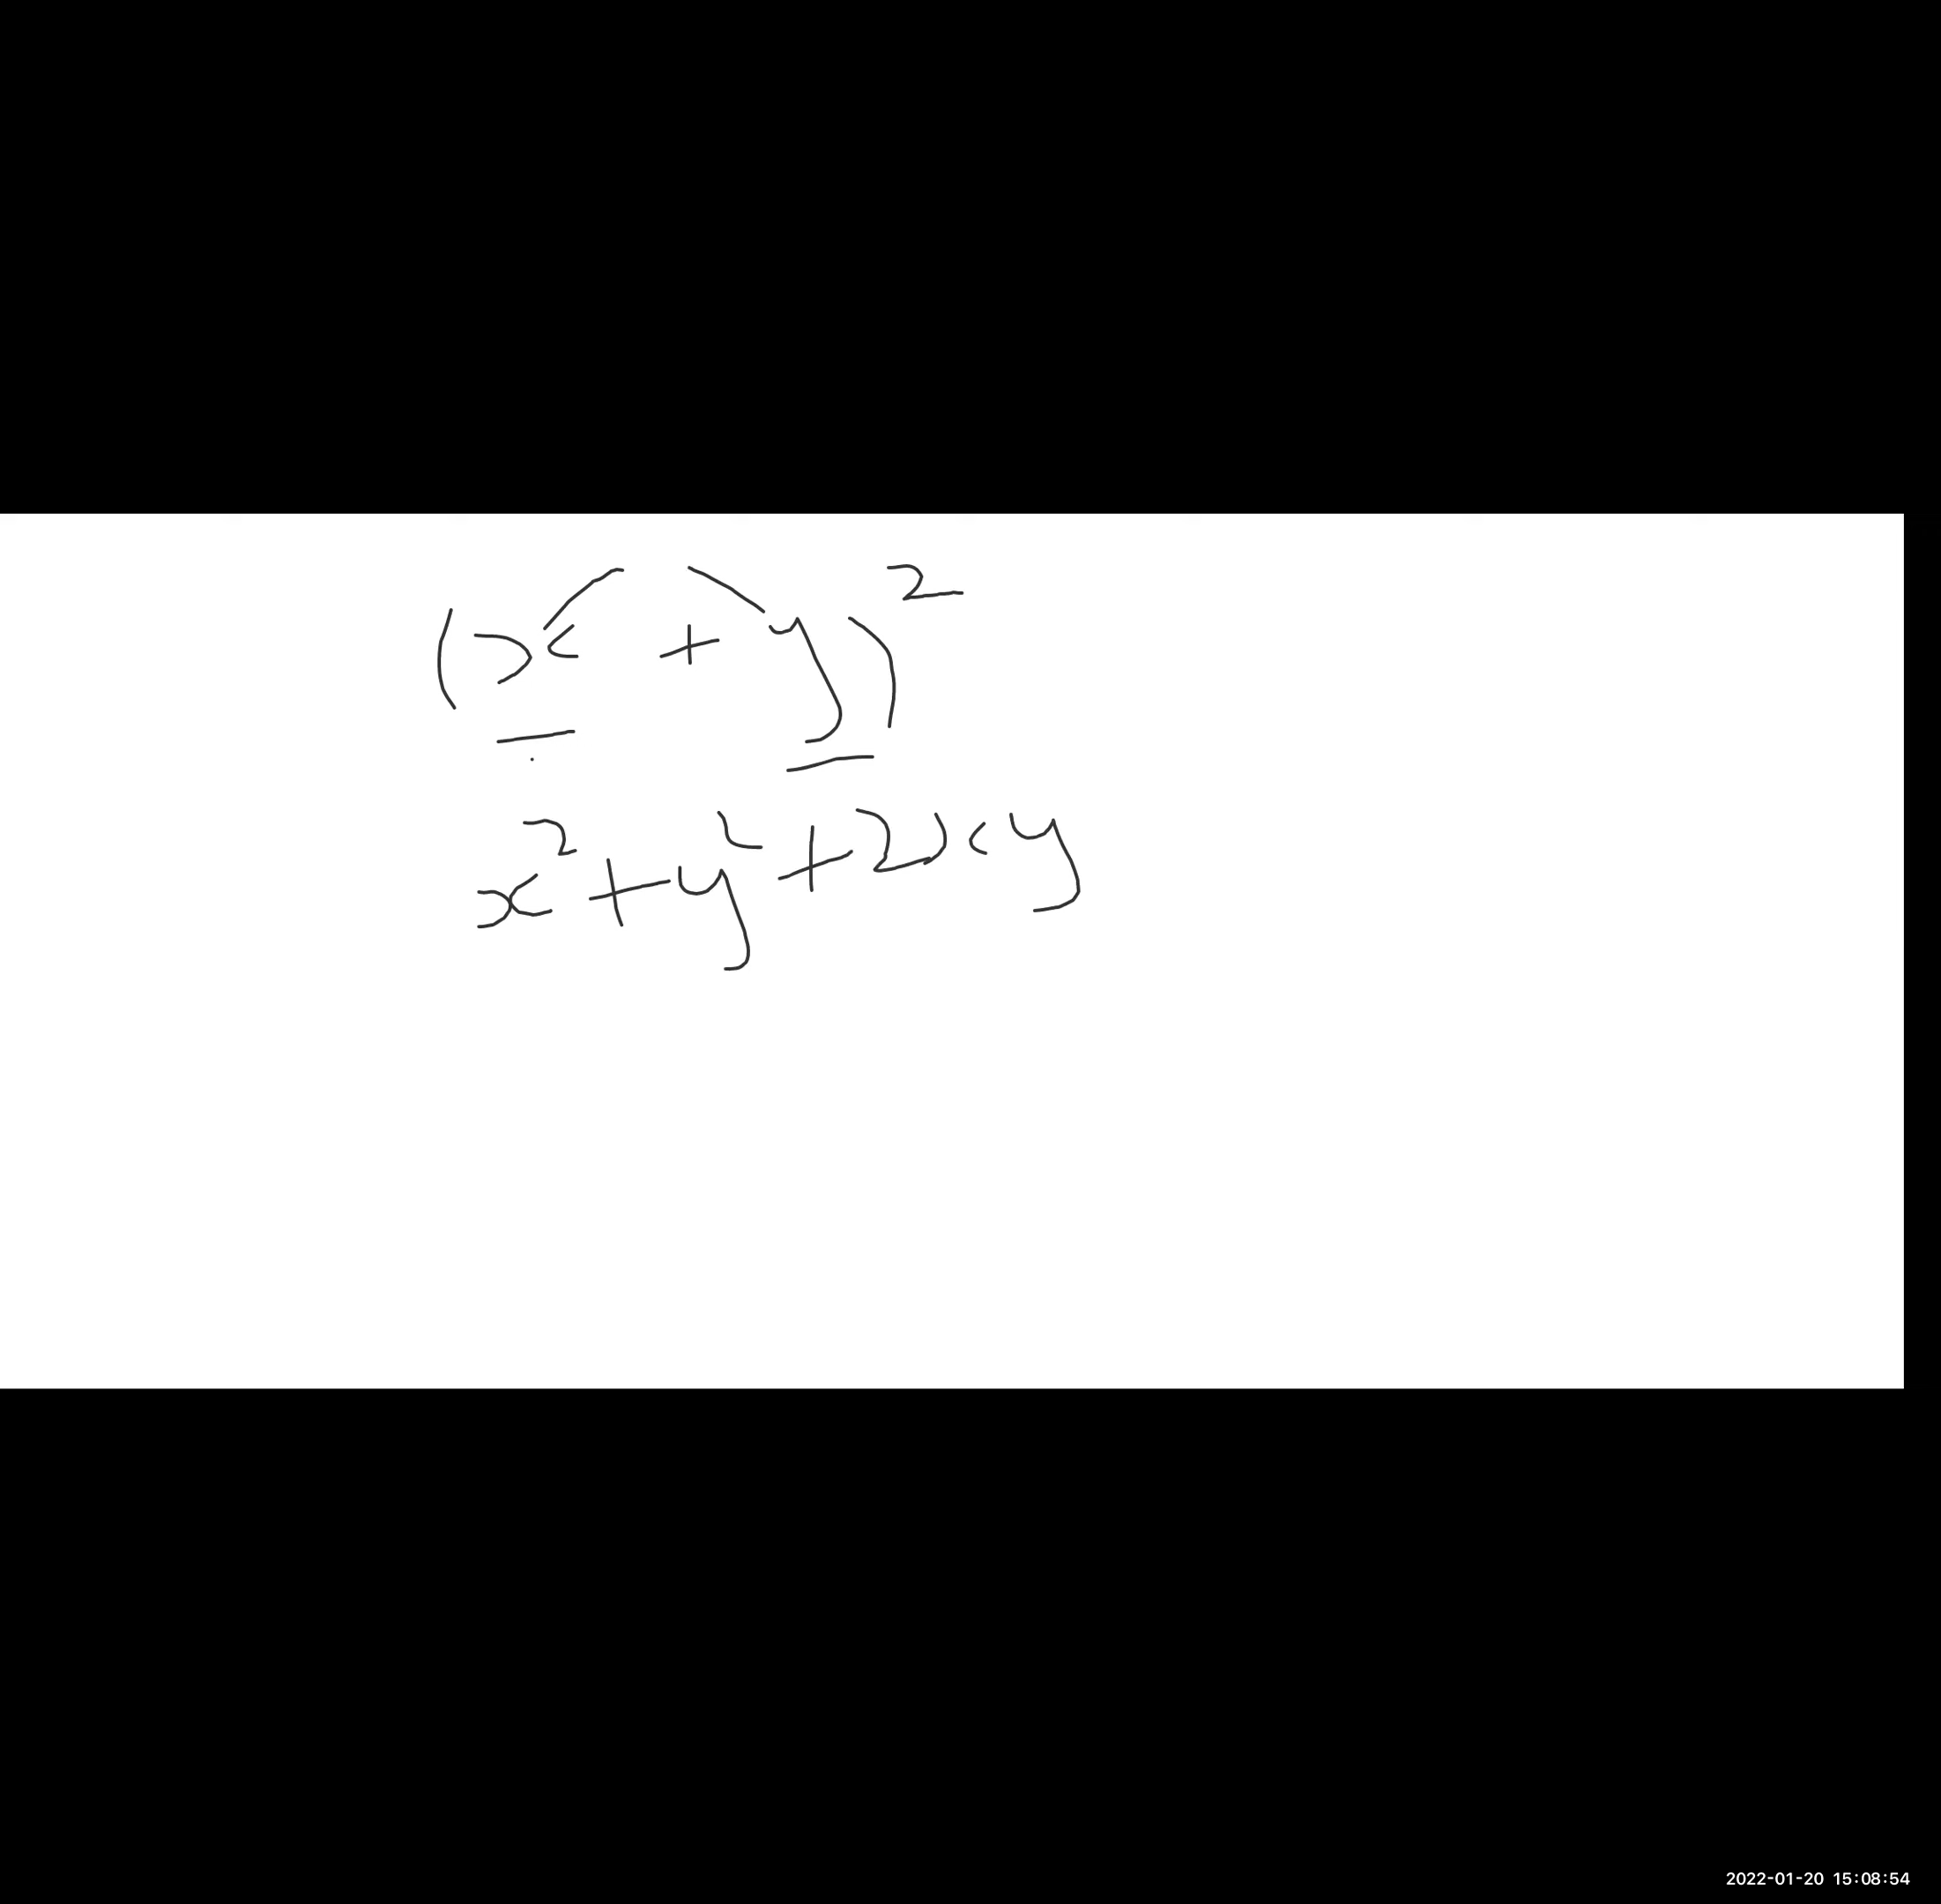 (x + y)²
x² + y² + 2xy
2022-01-20 15:08:54